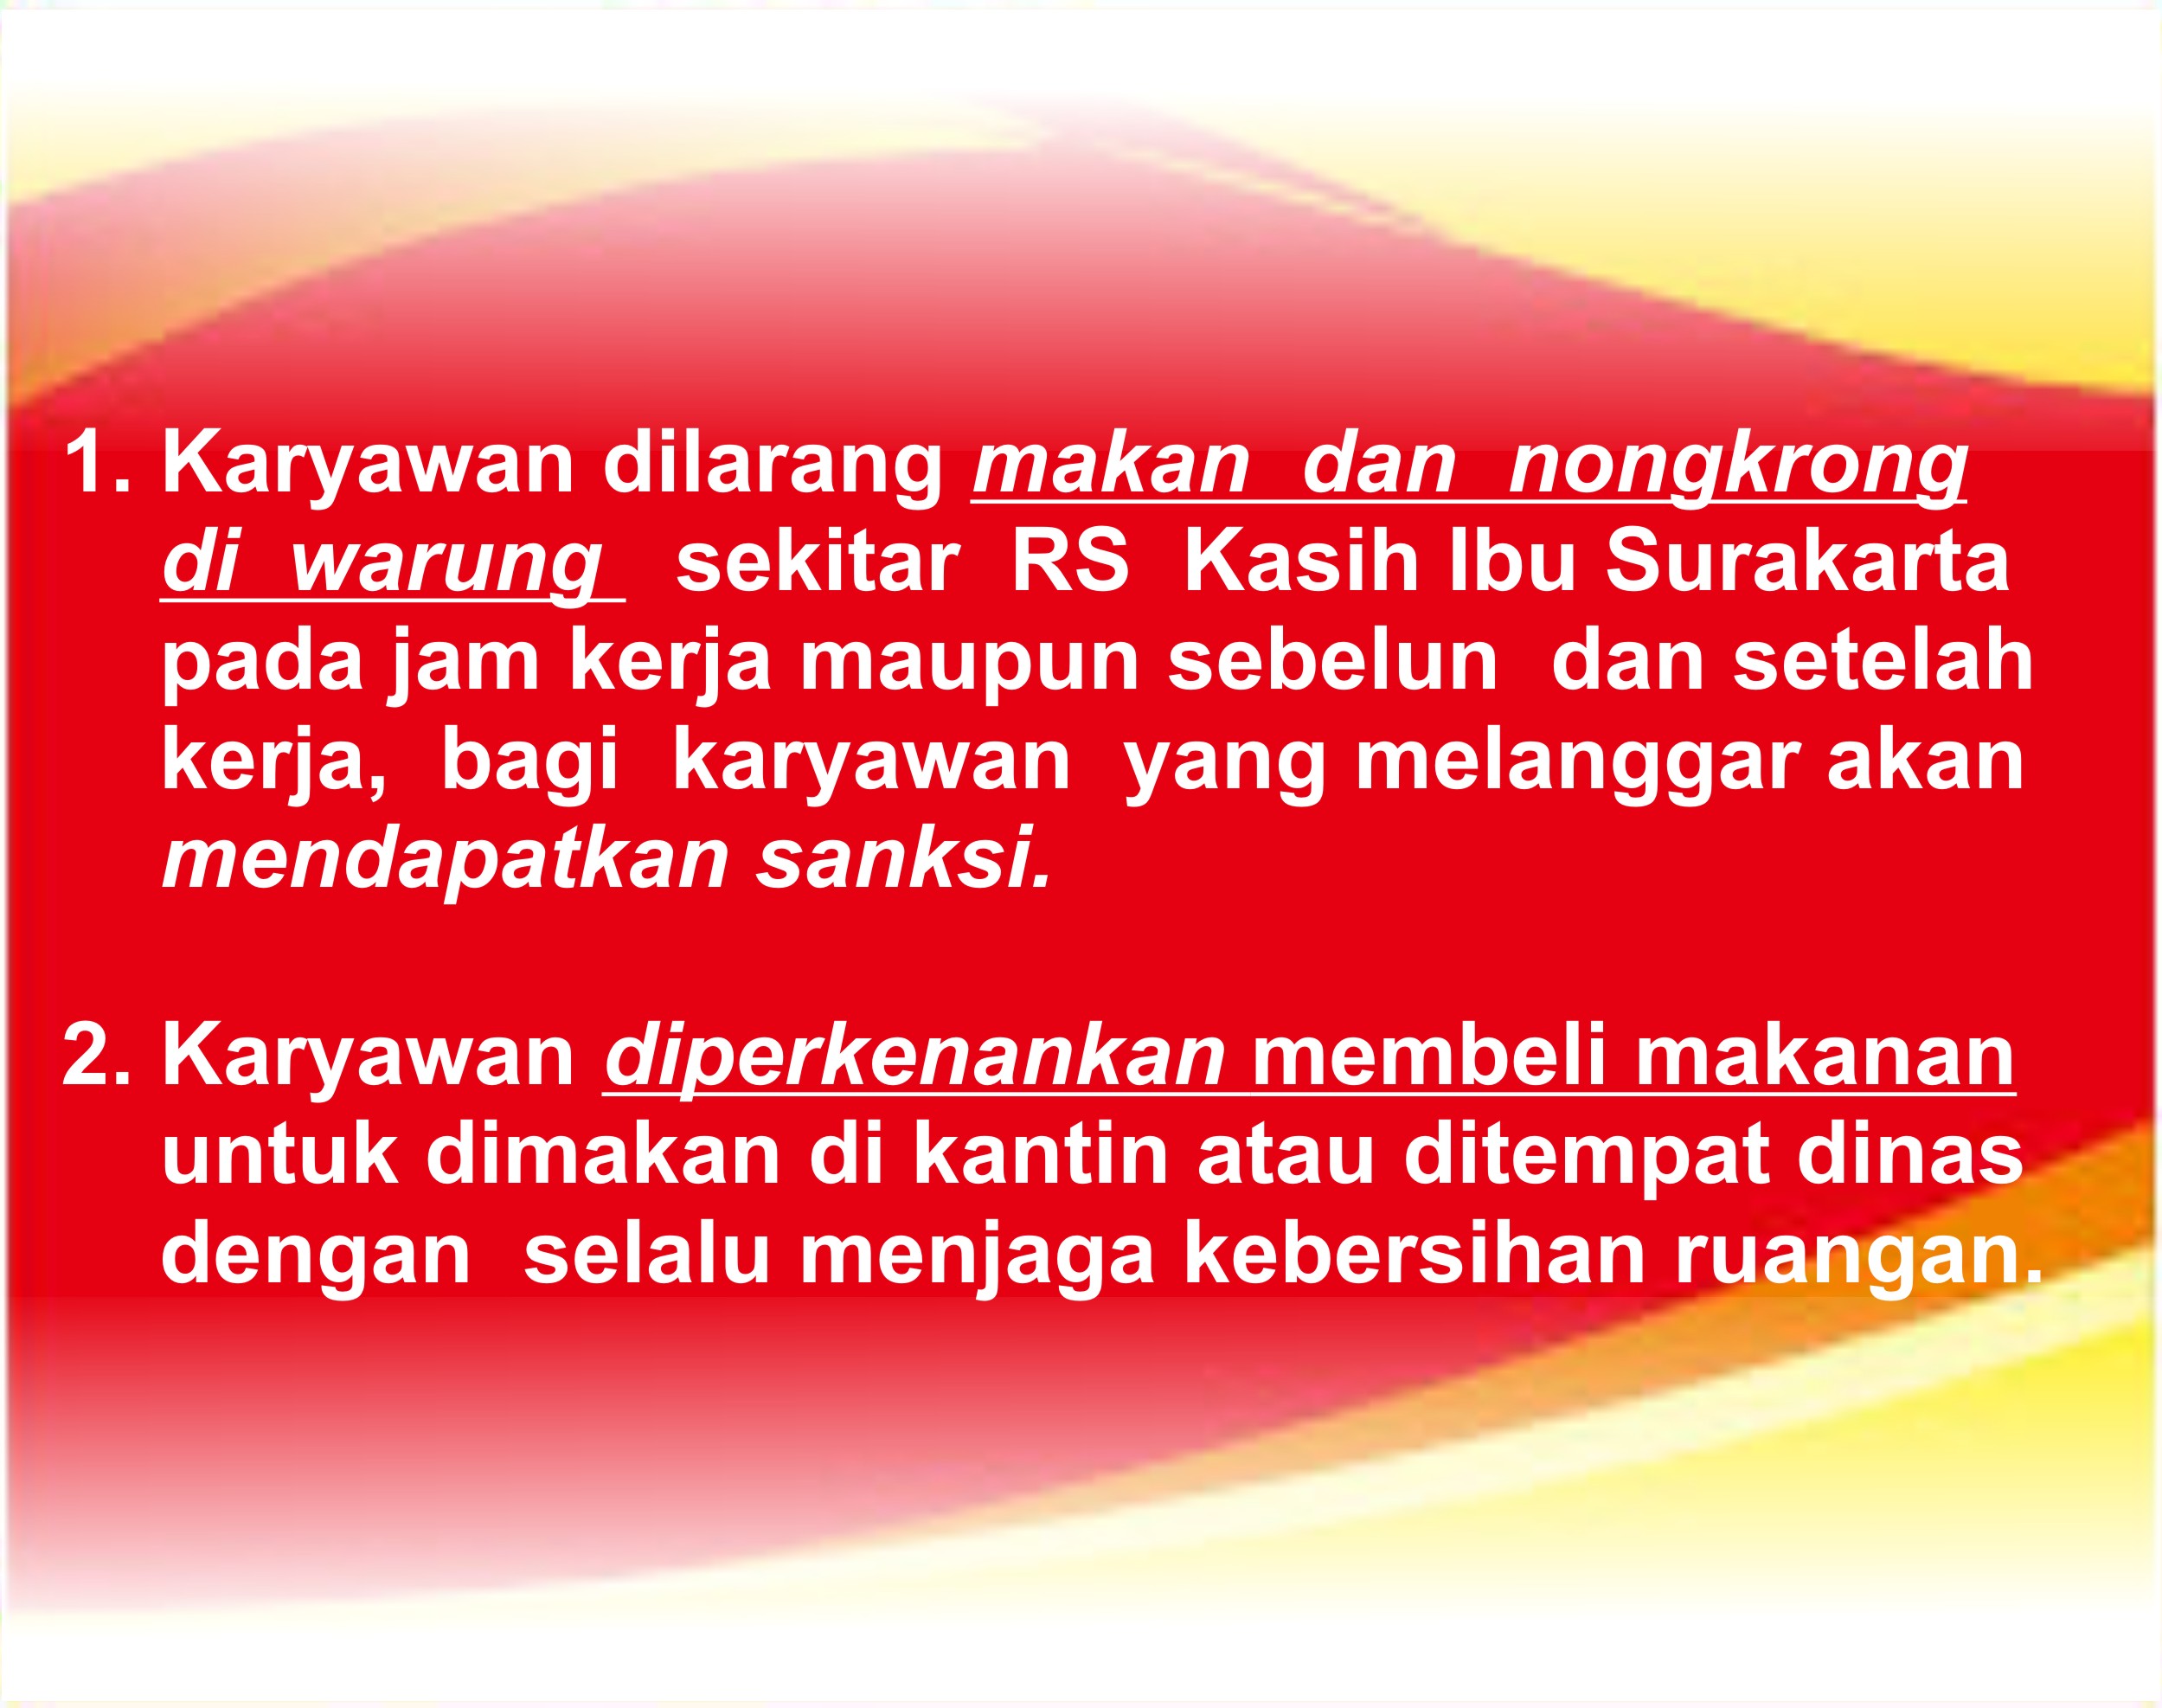 1. Karyawan dilarang makan dan nongkrong
di warung sekitar RS Kasih Ibu Surakarta
pada jam kerja maupun sebelun dan setelah
kerja, bagi karyawan yang melanggar akan
mendapatkan sanksi.
2. Karyawan diperkenankan membeli makanan
untuk dimakan di kantin atau ditempat dinas
dengan selalu menjaga kebersihan ruangan.